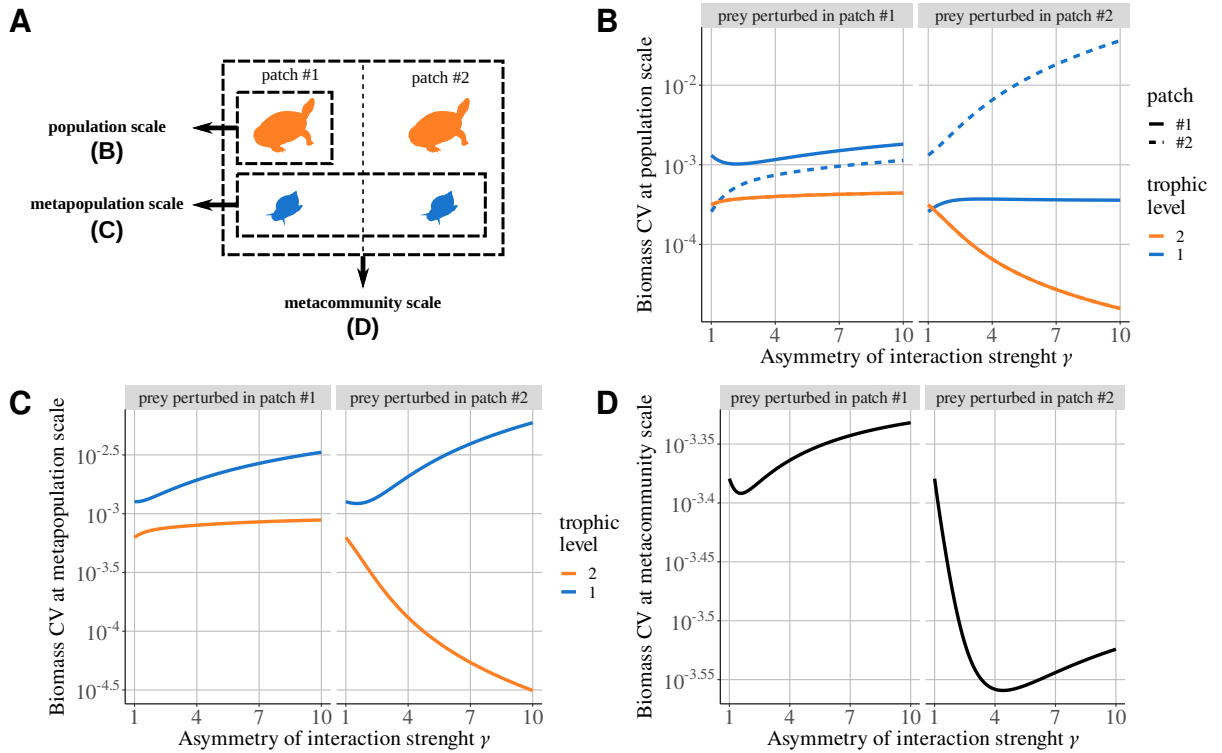 A
patch #1
patch #2
population scale
(B)
metapopulation scale
(C)
metacommunity scale
(D)
B
prey perturbed in patch #1
prey perturbed in patch #2
Biomass CV at population scale
10-2
10-3
10-4
1 4 7 10
1 4 7 10
Asymmetry of interaction strenght γ
patch
#1
#2
trophic
level
2
1
C
prey perturbed in patch #1
prey perturbed in patch #2
Biomass CV at metapopulation scale
10-2.5
10-3
10-3.5
10-4
10-4.5
1 4 7 10
1 4 7 10
Asymmetry of interaction strenght γ
trophic
level
2
1
D
prey perturbed in patch #1
prey perturbed in patch #2
Biomass CV at metacommunity scale
10-3.35
10-3.4
10-3.45
10-3.5
10-3.55
1 4 7 10
1 4 7 10
Asymmetry of interaction strenght γ